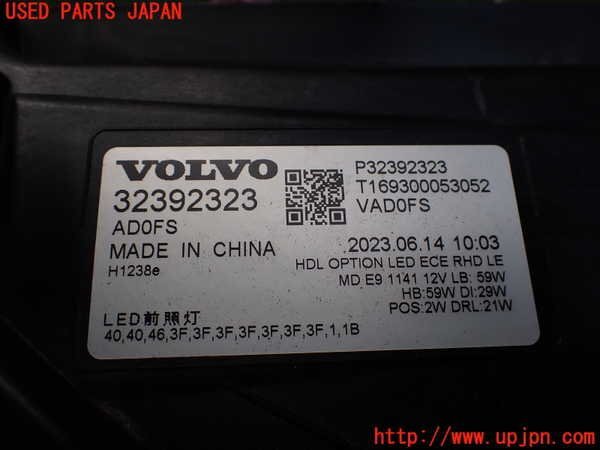 USED PARTS JAPAN
VOLVO
32392323
AD0FS
MADE IN CHINA
H1238e
P32392323
T169300053052
VAD0FS
2023.06.14 10:03
HDL OPTION LED ECE RHD LE
MD E9 1141 12V LB: 59W
HB:59W DI:29W
POS:2W DRL:21W
LED前照灯
40,40,46,3F,3F,3F,3F,3F,3F,3F,1,1B
http://www.upjpn.com/